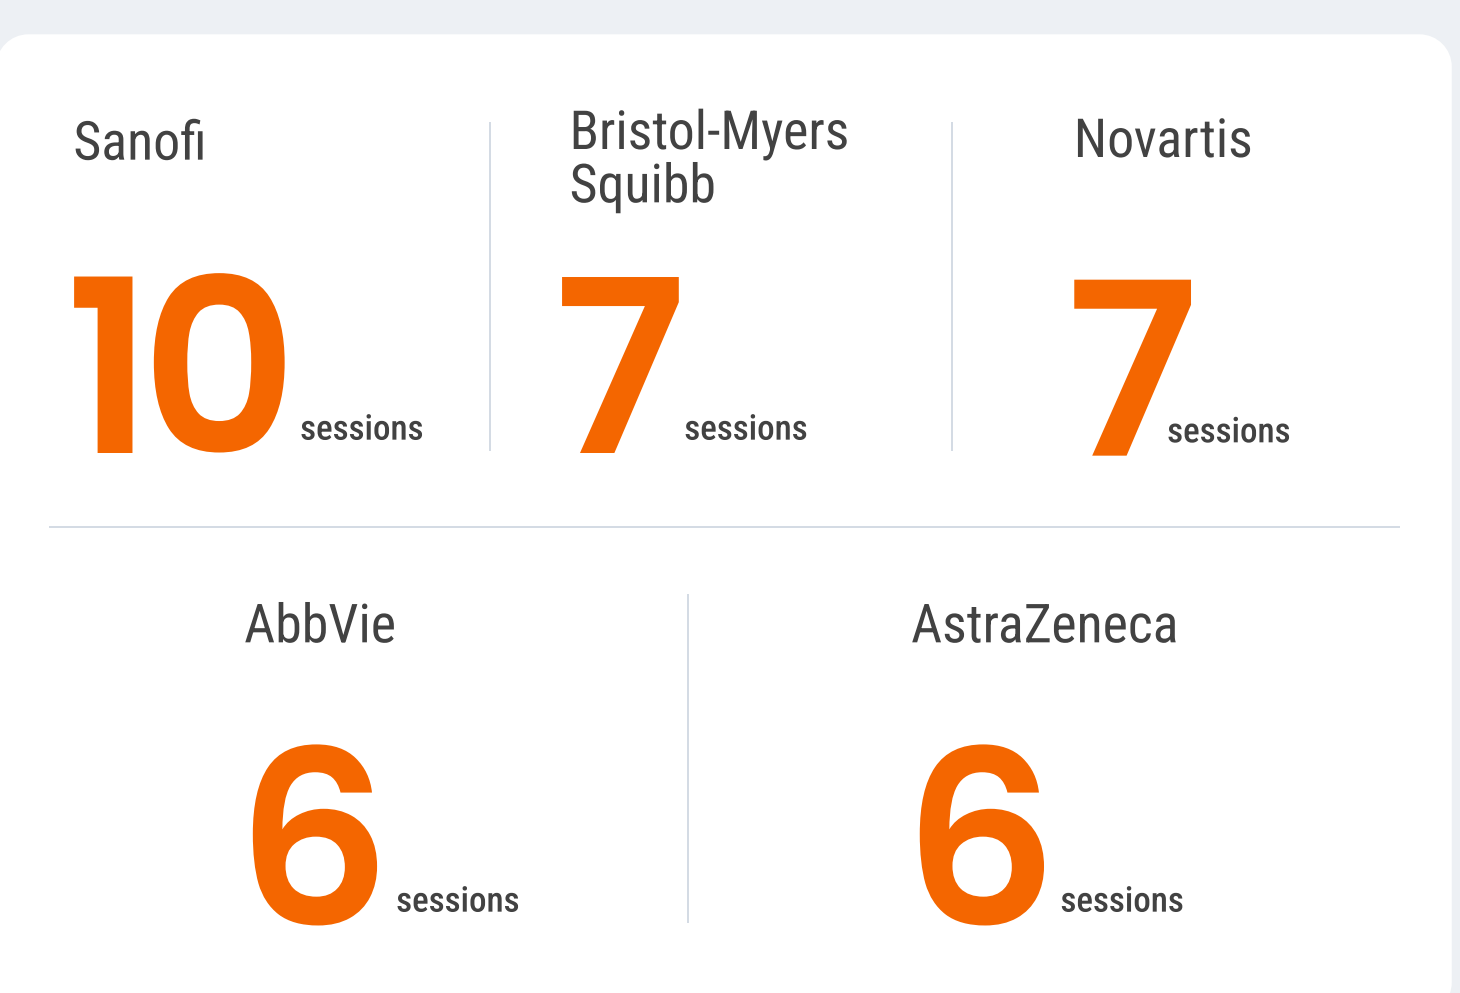 Sanofi
10 sessions
Bristol-Myers
Squibb
7 sessions
Novartis
7 sessions
AbbVie
6 sessions
AstraZeneca
6 sessions